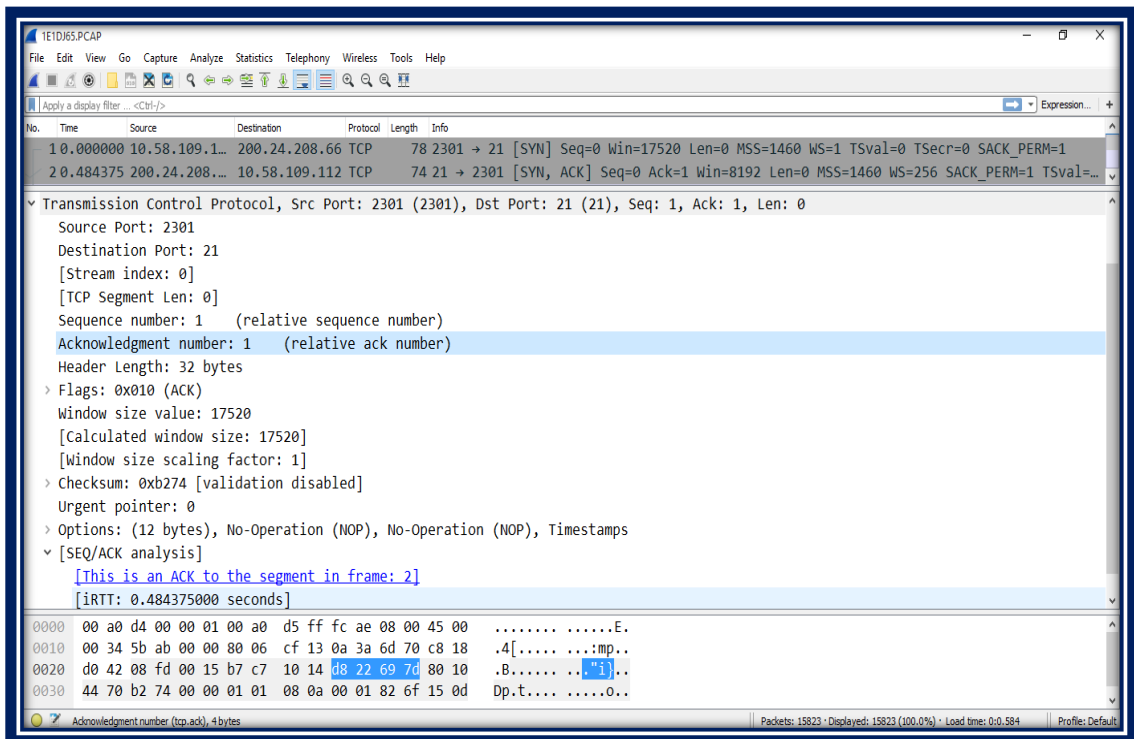 1E1DJ65.PCAP
File Edit View Go Capture Analyze Statistics Telephony Wireless Tools Help
Apply a display filter ... <Ctrl-/> Expression... +
No. Time Source Destination Protocol Length Info
1 0.000000 10.58.109.1... 200.24.208.66 TCP 78 2301 → 21 [SYN] Seq=0 Win=17520 Len=0 MSS=1460 WS=1 TSval=0 TSecr=0 SACK_PERM=1
2 0.484375 200.24.208... 10.58.109.112 TCP 74 21 → 2301 [SYN, ACK] Seq=0 Ack=1 Win=8192 Len=0 MSS=1460 WS=256 SACK_PERM=1 TSval=...
Transmission Control Protocol, Src Port: 2301 (2301), Dst Port: 21 (21), Seq: 1, Ack: 1, Len: 0
Source Port: 2301
Destination Port: 21
[Stream index: 0]
[TCP Segment Len: 0]
Sequence number: 1 (relative sequence number)
Acknowledgment number: 1 (relative ack number)
Header Length: 32 bytes
Flags: 0x010 (ACK)
Window size value: 17520
[Calculated window size: 17520]
[Window size scaling factor: 1]
Checksum: 0xb274 [validation disabled]
Urgent pointer: 0
Options: (12 bytes), No-Operation (NOP), No-Operation (NOP), Timestamps
[SEQ/ACK analysis]
[This is an ACK to the segment in frame: 2]
[iRTT: 0.484375000 seconds]
0000 00 a0 d4 00 00 01 00 a0 d5 ff fc ae 08 00 45 00 ........ ......E.
0010 00 34 5b ab 00 00 80 06 cf 13 0a 3a 6d 70 c8 18 .4[..... ...:mp..
0020 d0 42 08 fd 00 15 b7 c7 10 14 d8 22 69 7d 80 10 .B...... ..."i}..
0030 44 70 b2 74 00 00 01 01 08 0a 00 01 82 6f 15 0d Dp.t.... .....o..
Acknowledgment number (tcp.ack), 4 bytes Packets: 15823 · Displayed: 15823 (100.0%) · Load time: 0:0.584 Profile: Default